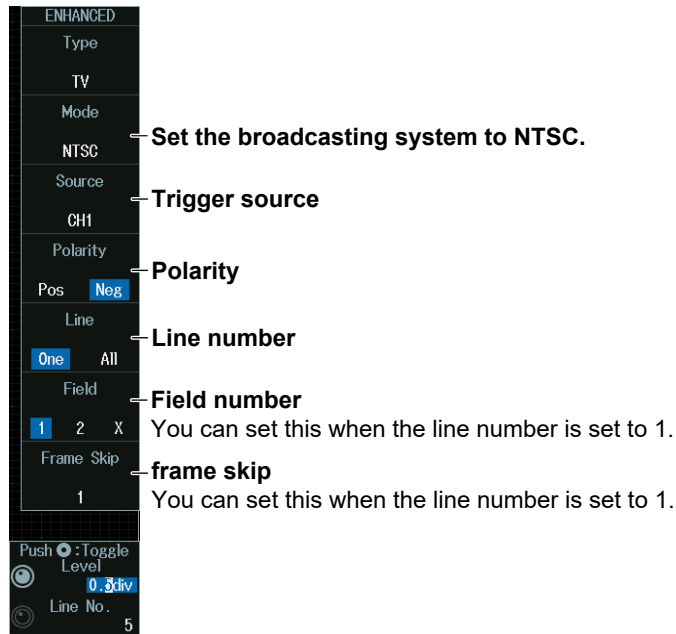 ENHANCED
Type
TV
Mode
NTSC
Set the broadcasting system to NTSC.
Source
CH1
Trigger source
Polarity
Pos Neg
Polarity
Line
One All
Line number
Field
1 2 X
Field number
You can set this when the line number is set to 1.
Frame Skip
1
frame skip
You can set this when the line number is set to 1.
Push :Toggle
Level
0.5div
Line No.
5